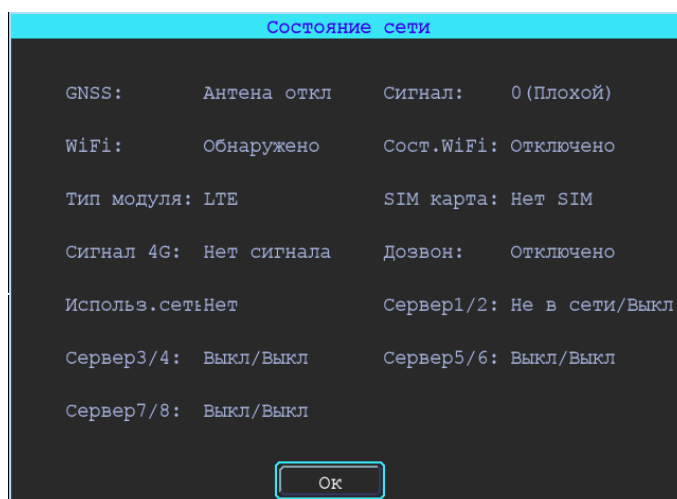 Состояние сети
GNSS: Антена откл Сигнал: 0(Плохой)
WiFi: Обнаружено Сост.WiFi: Отключено
Тип модуля: LTE SIM карта: Нет SIM
Сигнал 4G: Нет сигнала Дозвон: Отключено
Использ.сеть Нет Сервер1/2: Не в сети/Выкл
Сервер3/4: Выкл/Выкл Сервер5/6: Выкл/Выкл
Сервер7/8: Выкл/Выкл
Ок